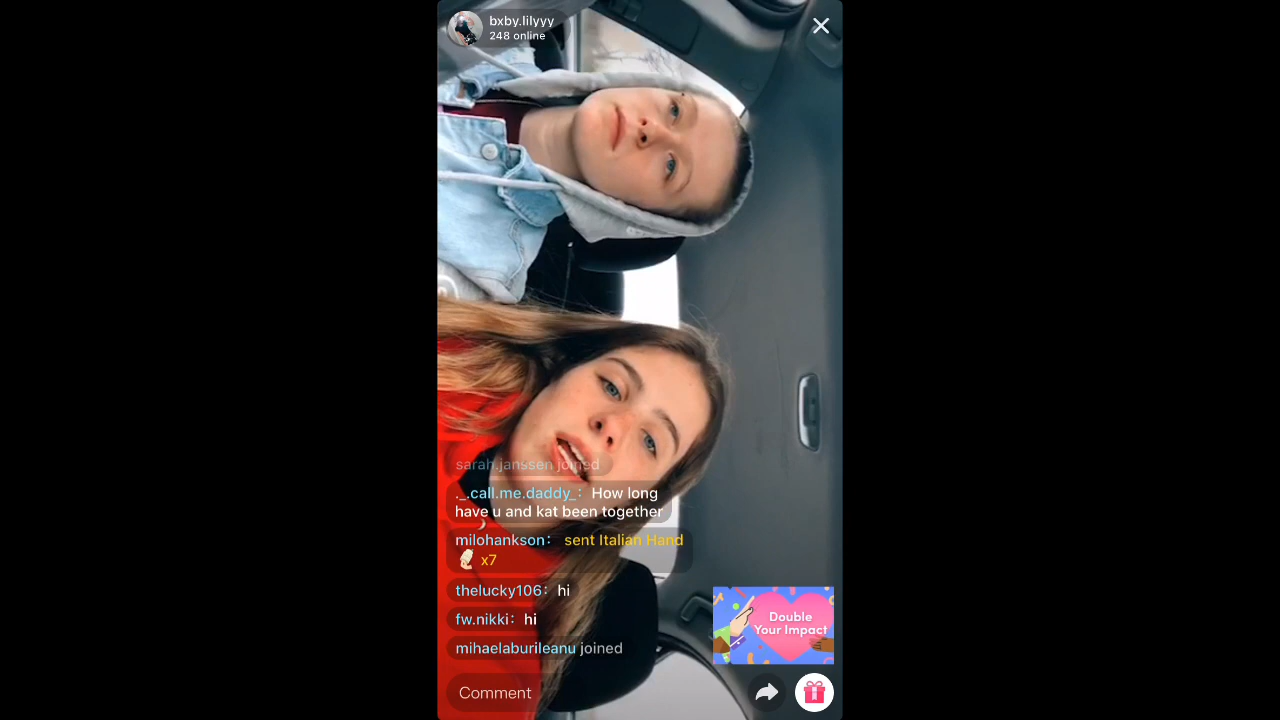 bxby.lilyyy
248 online
sarah.janssen joined
._.call.me.daddy_: How long
have u and kat been together
milohankson: sent Italian Hand
x7
thelucky106: hi
fw.nikki: hi
mihaelaburileanu joined
Double
Your Impact
Comment